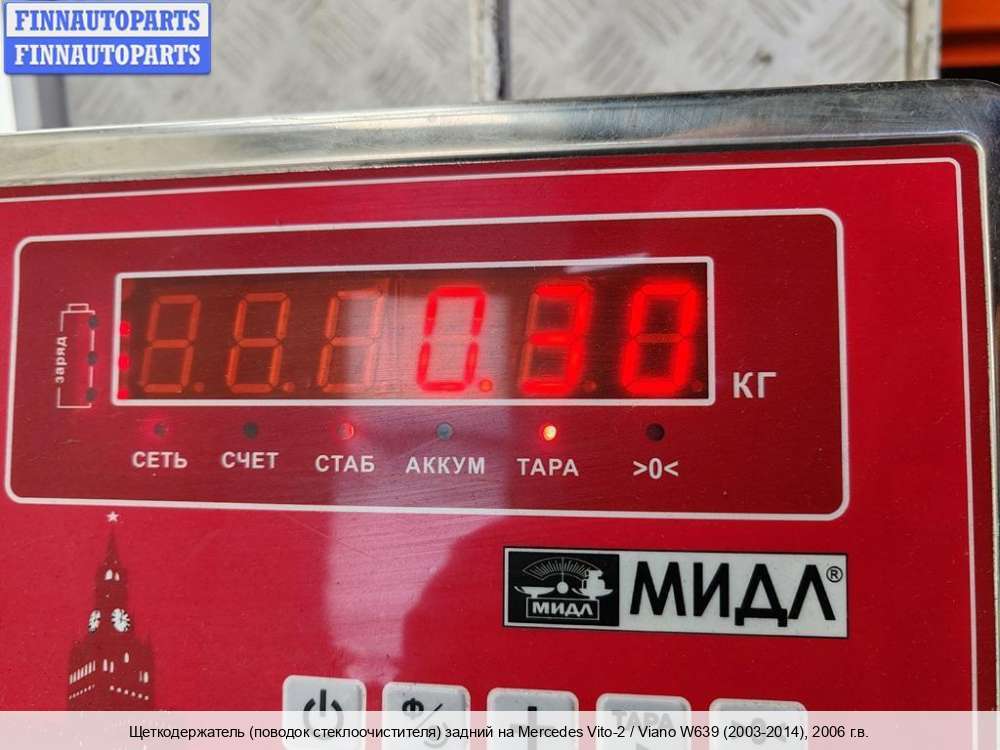 FINNAUTOPARTS
FINNAUTOPARTS
заряд
0.30
КГ
СЕТЬ СЧЕТ СТАБ АККУМ ТАРА >0<
МИДЛ
МИДЛ®
ТАРА
Щеткодержатель (поводок стеклоочистителя) задний на Mercedes Vito-2 / Viano W639 (2003-2014), 2006 г.в.